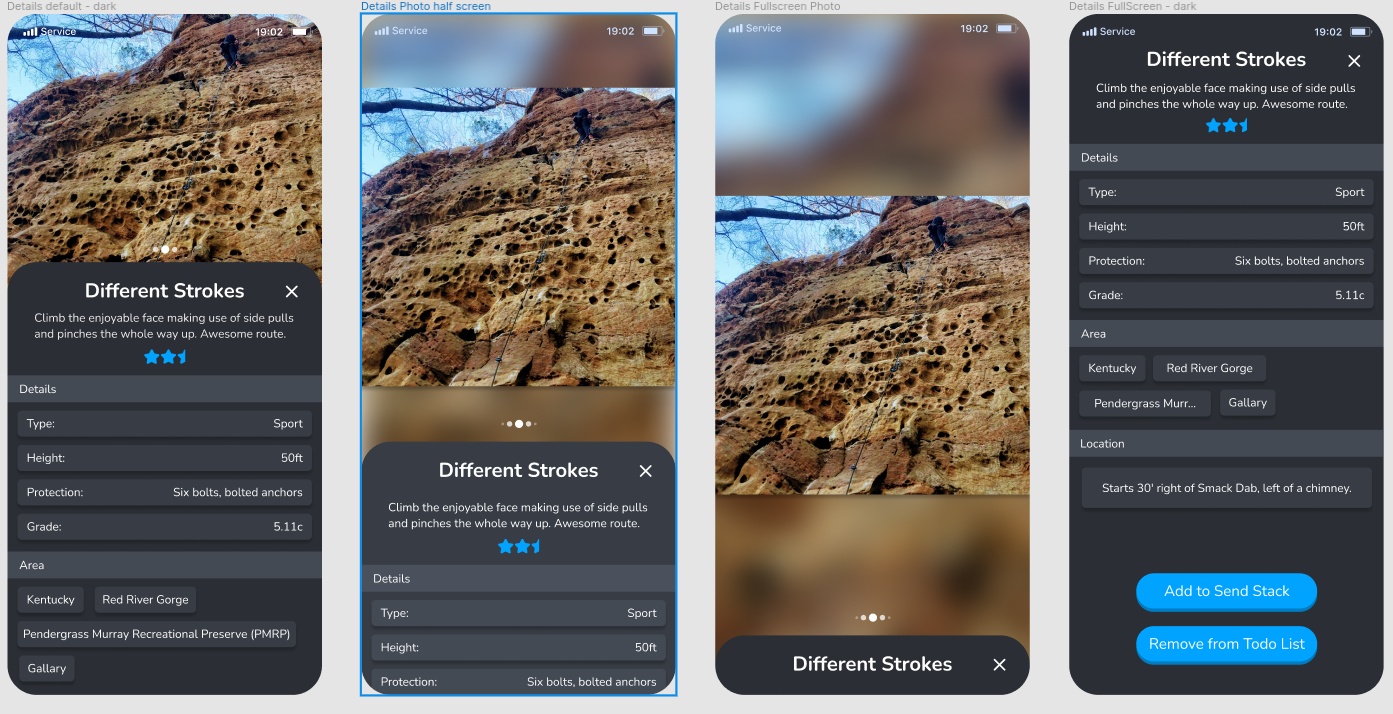 Details default - dark
Service 19:02
Different Strokes
Climb the enjoyable face making use of side pulls
and pinches the whole way up. Awesome route.
Details
Type: Sport
Height: 50ft
Protection: Six bolts, bolted anchors
Grade: 5.11c
Area
Kentucky Red River Gorge
Pendergrass Murray Recreational Preserve (PMRP)
Gallary
Details Photo half screen
Service 19:02
Different Strokes
Climb the enjoyable face making use of side pulls
and pinches the whole way up. Awesome route.
Details
Type: Sport
Height: 50ft
Protection: Six bolts, bolted anchors
Details Fullscreen Photo
Service 19:02
Different Strokes
Details FullScreen - dark
Service 19:02
Different Strokes
Climb the enjoyable face making use of side pulls
and pinches the whole way up. Awesome route.
Details
Type: Sport
Height: 50ft
Protection: Six bolts, bolted anchors
Grade: 5.11c
Area
Kentucky Red River Gorge
Pendergrass Murr... Gallary
Location
Starts 30' right of Smack Dab, left of a chimney.
Add to Send Stack
Remove from Todo List